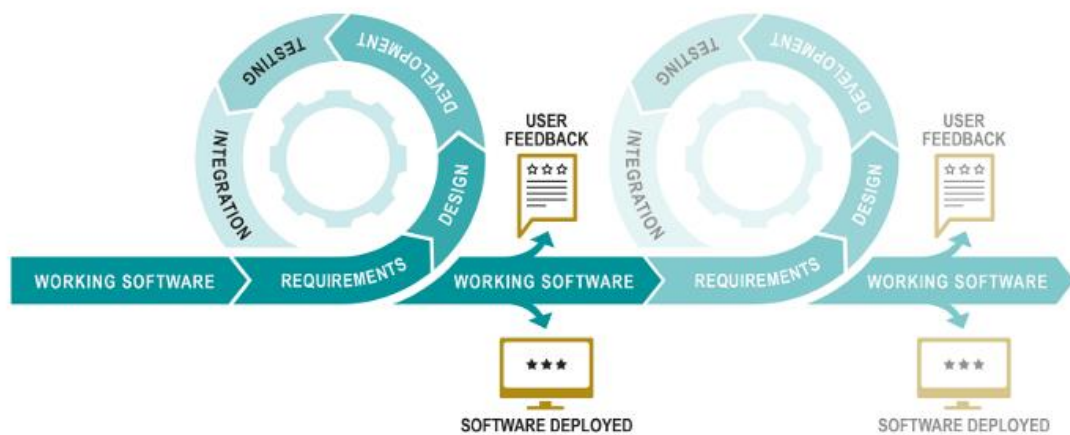 TESTING
DEVELOPMENT
INTEGRATION
DESIGN
USER
FEEDBACK
WORKING SOFTWARE
REQUIREMENTS
WORKING SOFTWARE
SOFTWARE DEPLOYED
TESTING
DEVELOPMENT
INTEGRATION
DESIGN
USER
FEEDBACK
REQUIREMENTS
WORKING SOFTWARE
SOFTWARE DEPLOYED